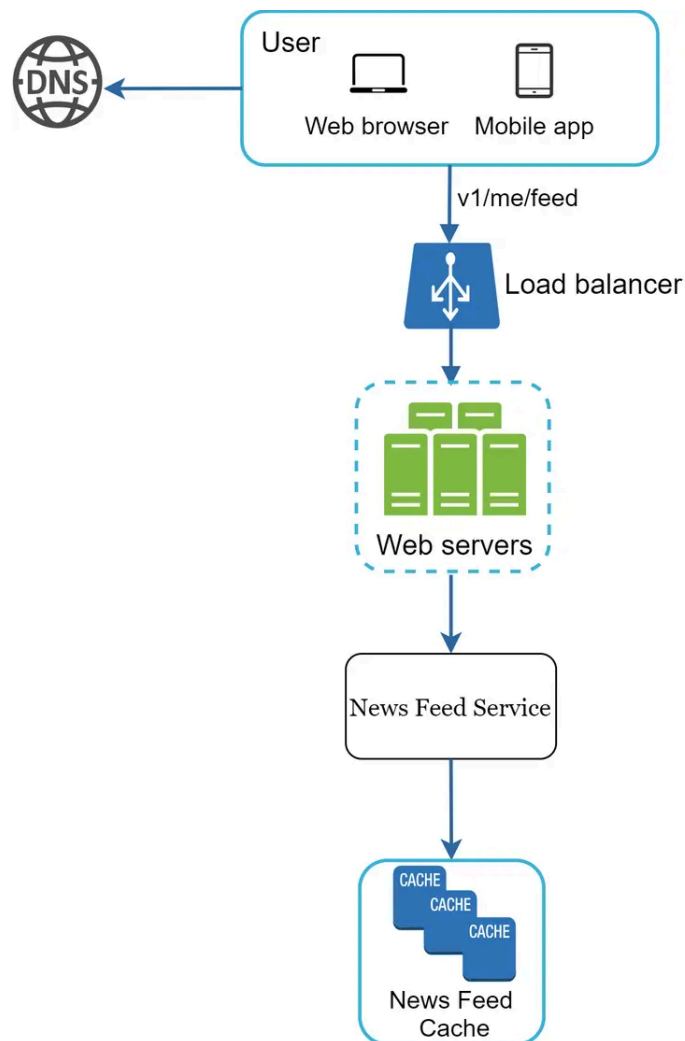 User
DNS
Web browser
Mobile app
v1/me/feed
Load balancer
Web servers
News Feed Service
CACHE
CACHE
CACHE
News Feed
Cache